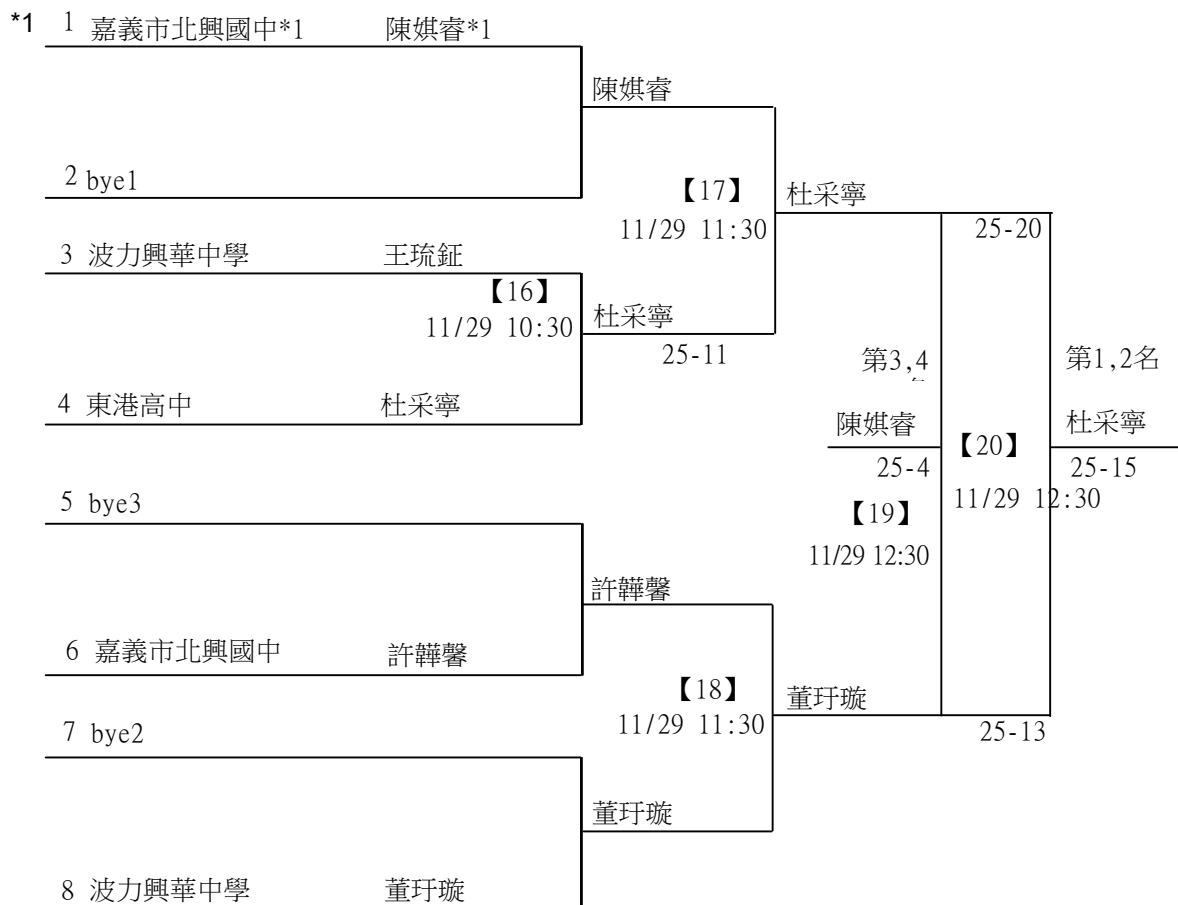 *1 1 嘉義市北興國中*1 陳娸睿*1
陳娸睿
2 bye1
【17】
11/29 11:30
杜采寧
25-20
3 波力興華中學 王琉鉦
【16】
11/29 10:30
杜采寧
25-11
第3,4
第1,2名
4 東港高中 杜采寧
陳娸睿
25-4
【20】
11/29 12:30
杜采寧
25-15
5 bye3
【19】
11/29 12:30
許韡馨
6 嘉義市北興國中 許韡馨
【18】
11/29 11:30
董玗璇
25-13
7 bye2
董玗璇
8 波力興華中學 董玗璇